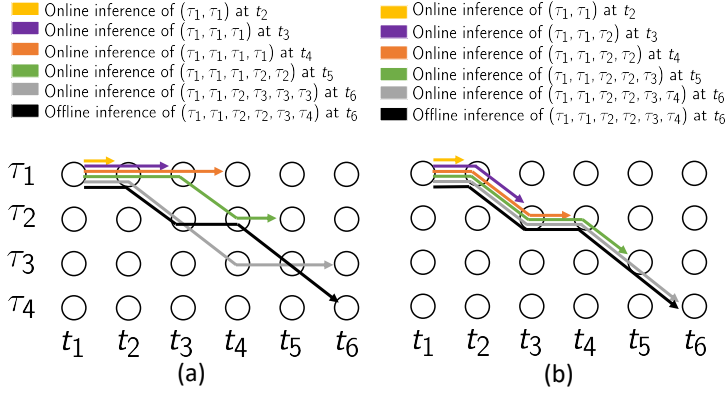 Online inference of (τ1, τ1) at t2
Online inference of (τ1, τ1, τ1) at t3
Online inference of (τ1, τ1, τ1, τ1) at t4
Online inference of (τ1, τ1, τ1, τ2, τ2) at t5
Online inference of (τ1, τ1, τ2, τ3, τ3, τ3) at t6
Offline inference of (τ1, τ1, τ2, τ2, τ3, τ4) at t6
Online inference of (τ1, τ1) at t2
Online inference of (τ1, τ1, τ2) at t3
Online inference of (τ1, τ1, τ2, τ2) at t4
Online inference of (τ1, τ1, τ2, τ2, τ3) at t5
Online inference of (τ1, τ1, τ2, τ2, τ3, τ4) at t6
Offline inference of (τ1, τ1, τ2, τ2, τ3, τ4) at t6
τ1
τ2
τ3
τ4
t1 t2 t3 t4 t5 t6
(a)
t1 t2 t3 t4 t5 t6
(b)